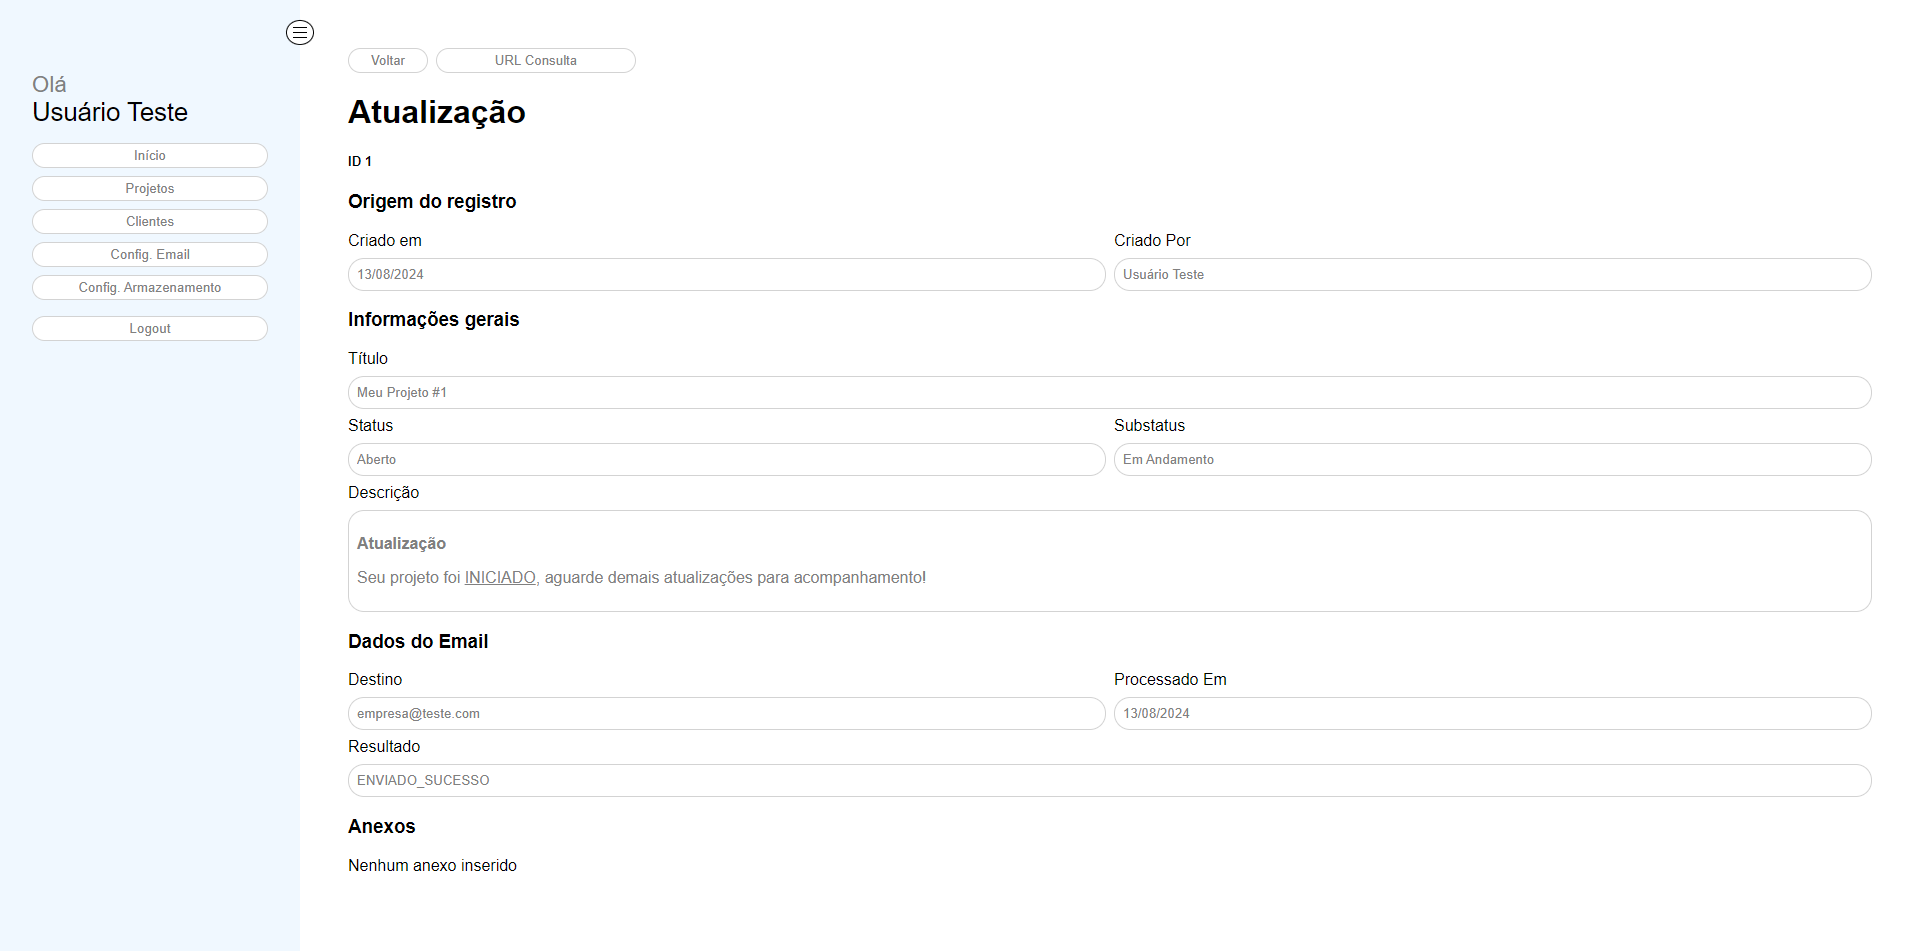 Olá
Usuário Teste
Início
Projetos
Clientes
Config. Email
Config. Armazenamento
Logout
Voltar
URL Consulta
Atualização
ID 1
Origem do registro
Criado em
Criado Por
13/08/2024
Usuário Teste
Informações gerais
Título
Meu Projeto #1
Status
Substatus
Aberto
Em Andamento
Descrição
Atualização
Seu projeto foi INICIADO, aguarde demais atualizações para acompanhamento!
Dados do Email
Destino
Processado Em
empresa@teste.com
13/08/2024
Resultado
ENVIADO_SUCESSO
Anexos
Nenhum anexo inserido